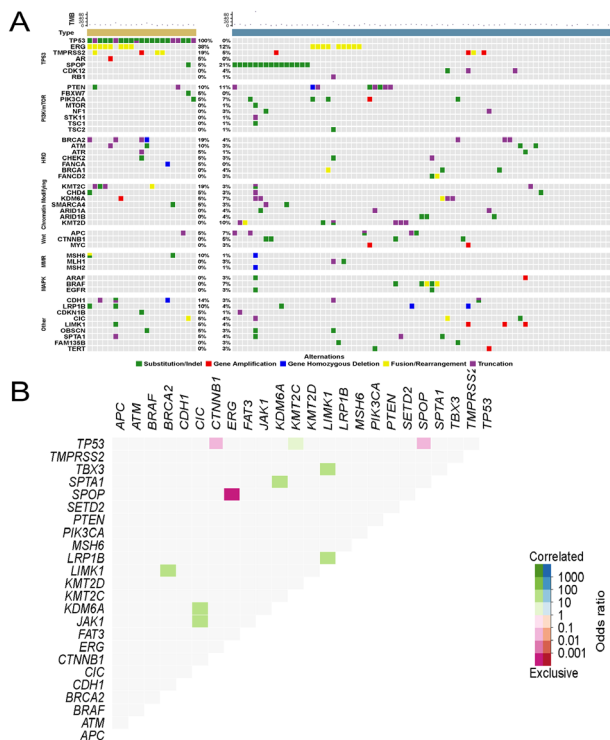 A
TMB
Type
TP53 100% 0%
ERG 38% 12%
TMPRSS2 19% 5%
AR 5% 0%
SPOP 5% 21%
CDK12 0% 4%
RB1 0% 1%
TP53
PTEN 10% 11%
FBXW7 5% 0%
PIK3CA 5% 7%
MTOR 0% 3%
NF1 0% 3%
STK11 0% 1%
TSC1 0% 1%
TSC2 0% 1%
PI3K/mTOR
BRCA2 19% 4%
ATM 10% 3%
ATR 5% 1%
CHEK2 5% 3%
FANCA 5% 0%
BRCA1 0% 4%
FANCD2 0% 3%
HRD
KMT2C 19% 3%
CHD4 5% 3%
KDM6A 5% 7%
SMARCA4 5% 3%
ARID1A 0% 4%
ARID1B 0% 4%
KMT2D 0% 10%
Chromatin Modifying
APC 5% 7%
CTNNB1 0% 5%
MYC 0% 3%
Wnt
MSH6 10% 1%
MLH1 0% 3%
MSH2 0% 1%
MMR
ARAF 0% 3%
BRAF 0% 7%
EGFR 0% 3%
MAPK
CDH1 14% 3%
LRP1B 10% 4%
CDKN1B 5% 1%
CIC 5% 4%
LIMK1 5% 4%
OBSCN 5% 3%
SPTA1 5% 4%
FAM135B 0% 3%
TERT 0% 3%
Other
Alternations
Substitution/Indel Gene Amplification Gene Homozygous Deletion Fusion/Rearrangement Truncation
B
APC ATM BRAF BRCA2 CDH1 CIC CTNNB1 ERG FAT3 JAK1 KDM6A KMT2C KMT2D LIMK1 LRP1B MSH6 PIK3CA PTEN SETD2 SPOP SPTA1 TBX3 TMPRSS2 TP53
TP53
TMPRSS2
TBX3
SPTA1
SPOP
SETD2
PTEN
PIK3CA
MSH6
LRP1B
LIMK1
KMT2D
KMT2C
KDM6A
JAK1
FAT3
ERG
CTNNB1
CIC
CDH1
BRCA2
BRAF
ATM
APC
Correlated
1000
100
10
1
0.1
0.01
0.001
Exclusive
Odds ratio